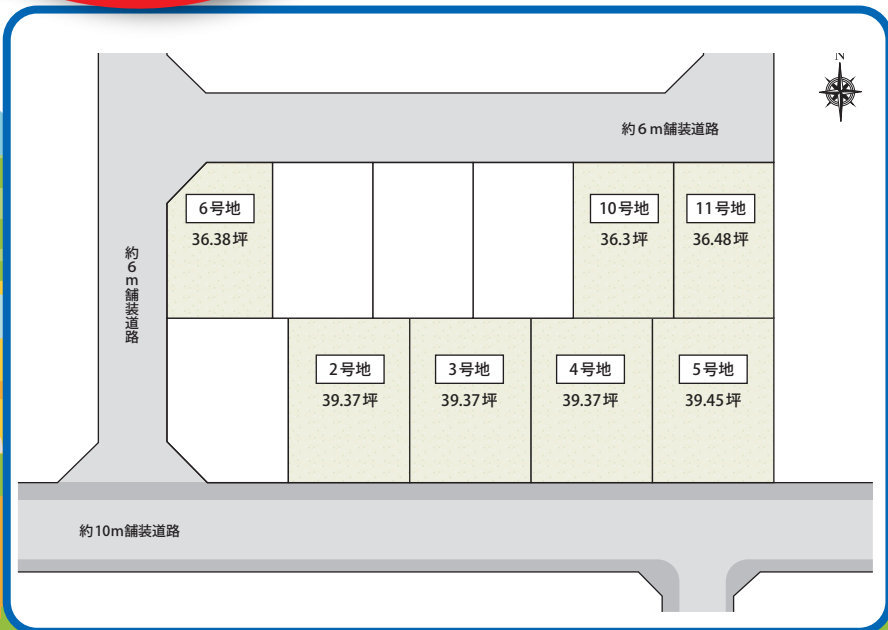 N
約6m舗装道路
6号地
36.38坪
10号地
36.3坪
11号地
36.48坪
約6m舗装道路
2号地
39.37坪
3号地
39.37坪
4号地
39.37坪
5号地
39.45坪
約10m舗装道路